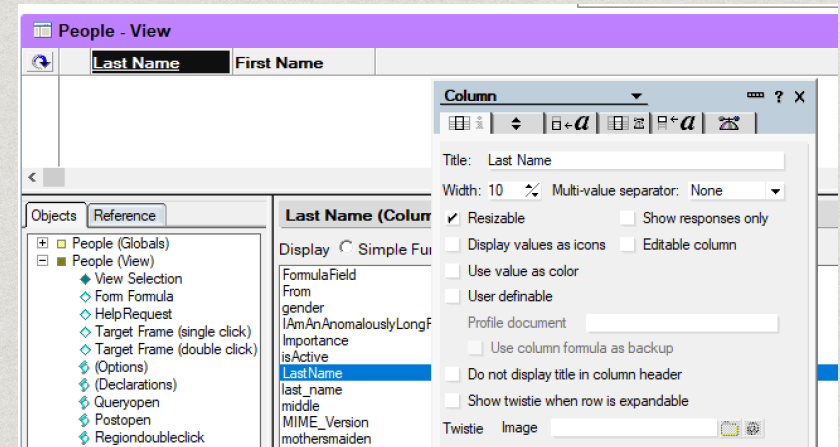 People - View
Last Name First Name
Column
? X
Title: Last Name
Width: 10 Multi-value separator: None
Resizable Show responses only
Display values as icons Editable column
Use value as color
User definable
Profile document
Use column formula as backup
Do not display title in column header
Show twistie when row is expandable
Twistie Image
Objects Reference
People (Globals)
People (View)
View Selection
Form Formula
HelpRequest
Target Frame (single click)
Target Frame (double click)
(Options)
(Declarations)
Queryopen
Postopen
Regiondoubleclick
Last Name (Colum
Display Simple Fu
FormulaField
From
gender
IAmAnAnomalouslyLongF
Importance
isActive
LastName
last_name
middle
MIME_Version
mothersmaiden